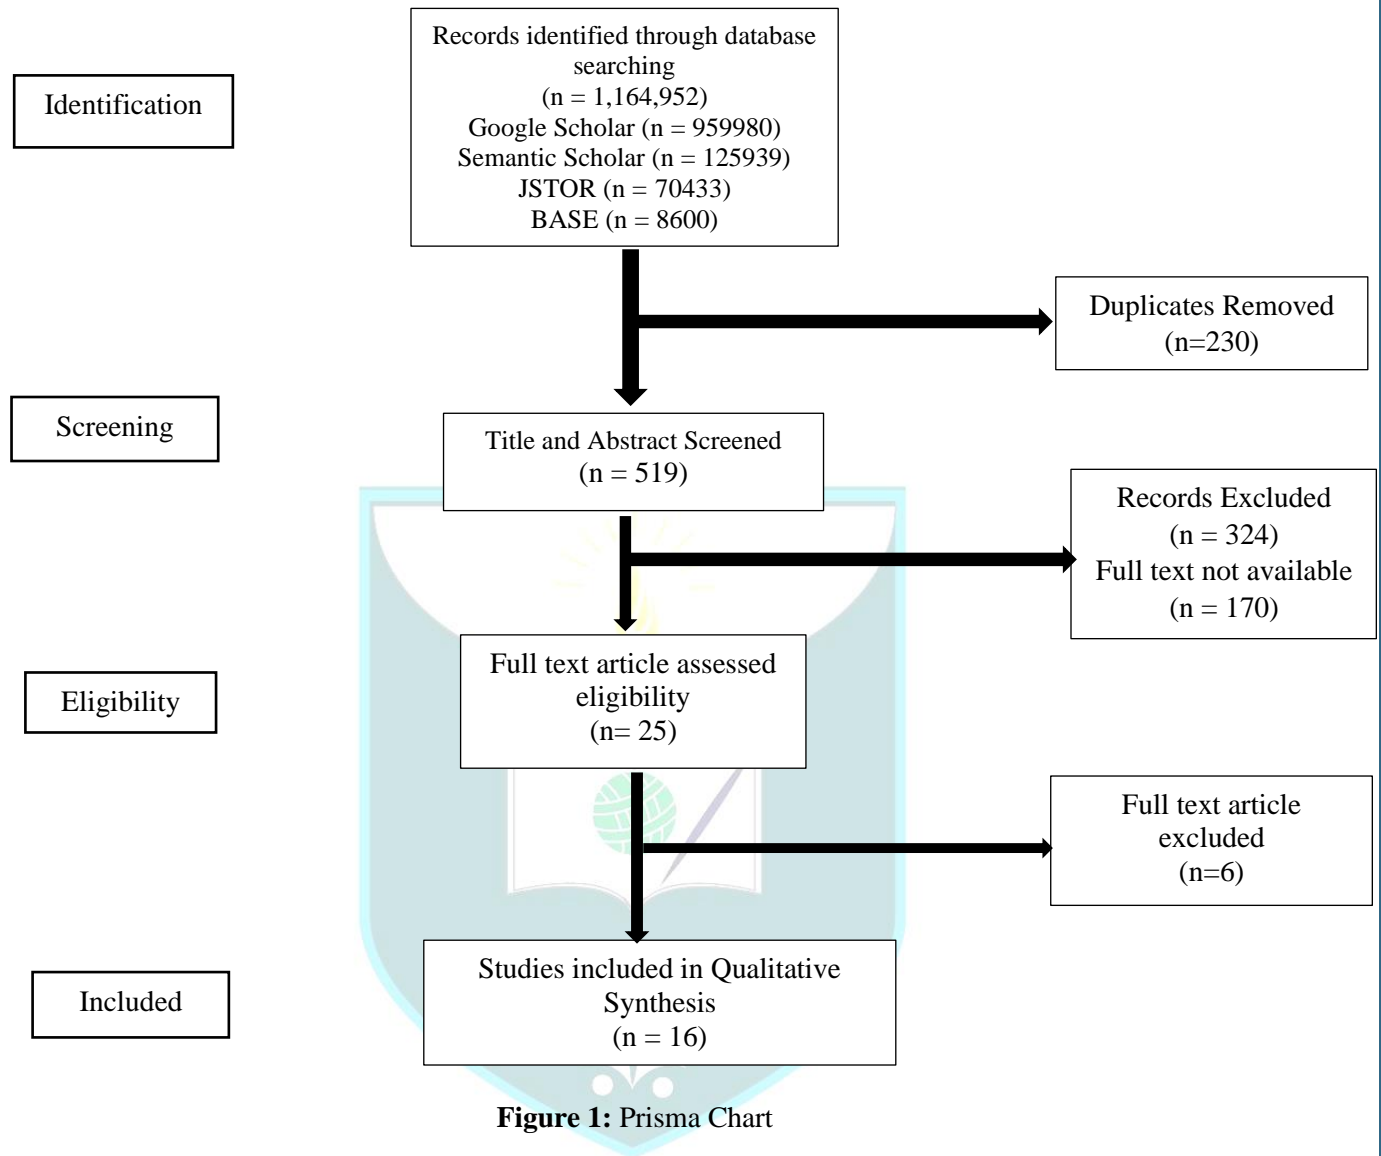 Identification
Records identified through database
searching
(n = 1,164,952)
Google Scholar (n = 959980)
Semantic Scholar (n = 125939)
JSTOR (n = 70433)
BASE (n = 8600)
Duplicates Removed
(n=230)
Screening
Title and Abstract Screened
(n = 519)
Records Excluded
(n = 324)
Full text not available
(n = 170)
Eligibility
Full text article assessed
eligibility
(n= 25)
Full text article
excluded
(n=6)
Included
Studies included in Qualitative
Synthesis
(n = 16)
Figure 1: Prisma Chart